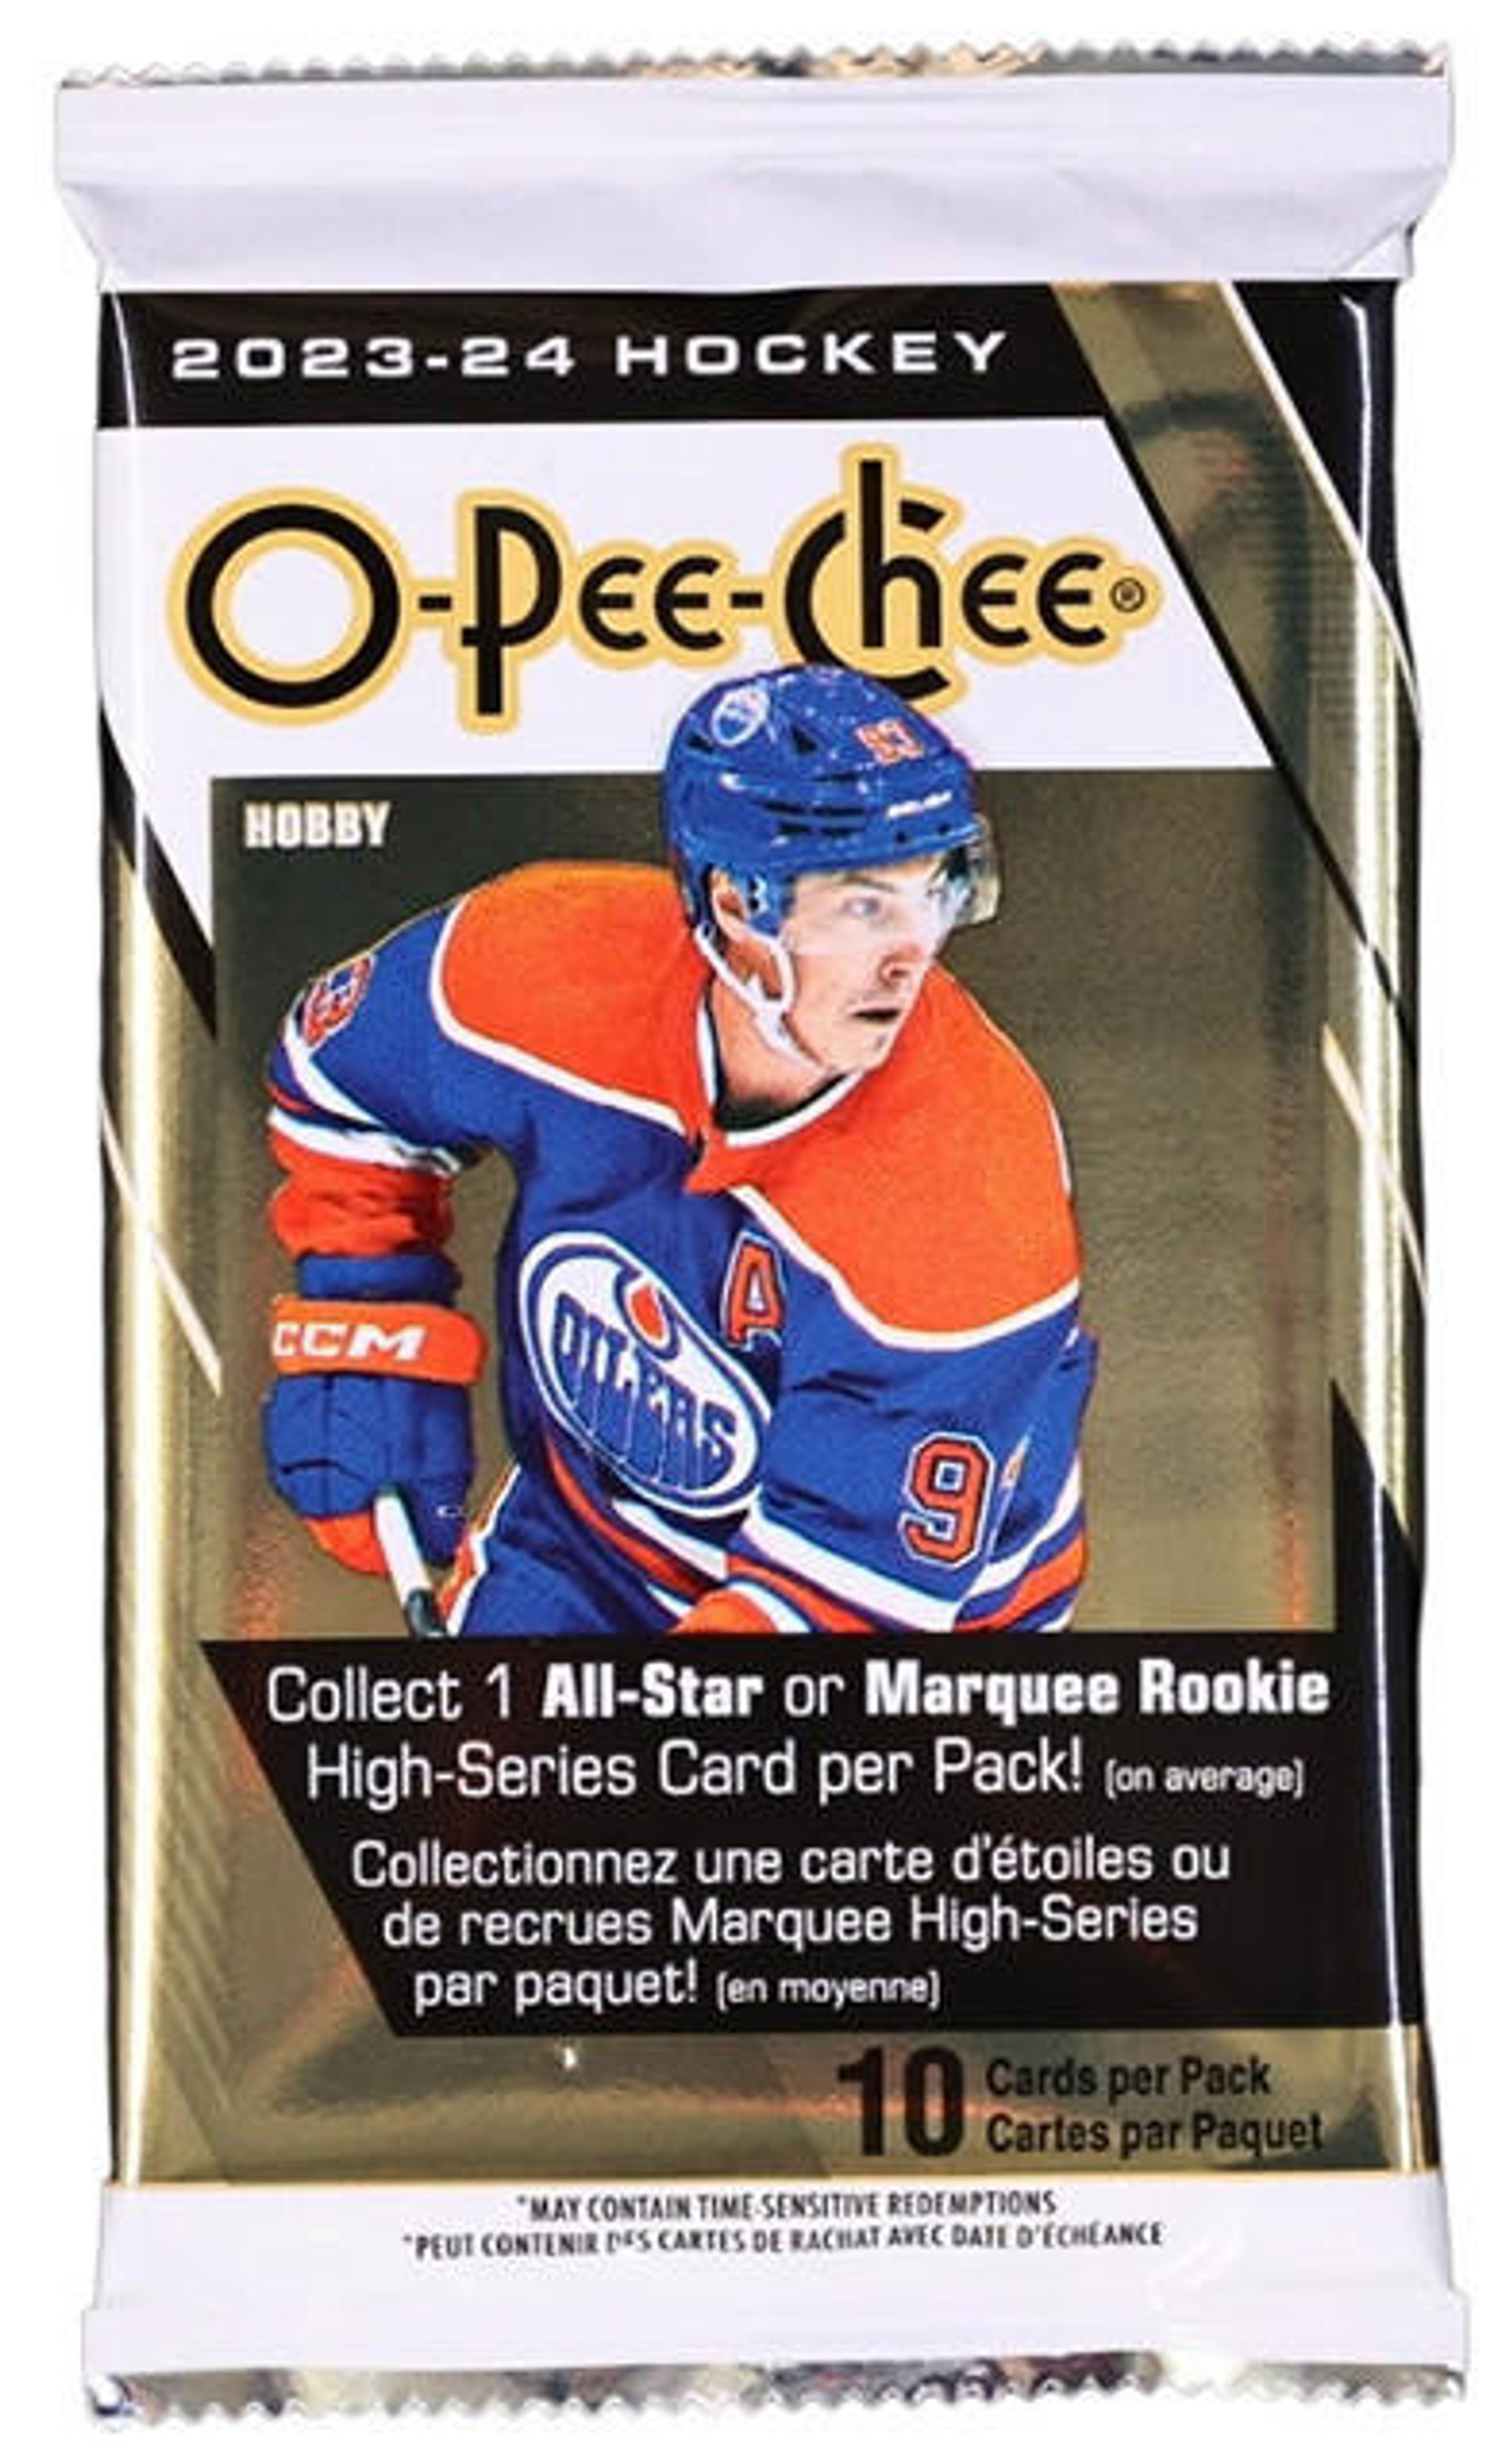 2023-24 HOCKEY
O-PEE-CHEE®
HOBBY
93
CCM
A
OILERS
9
Collect 1 All-Star or Marquee Rookie
High-Series Card per Pack! (on average)
Collectionnez une carte d'étoiles ou
de recrues Marquee High-Series
par paquet! (en moyenne)
10 Cards per Pack
Cartes par Paquet
*MAY CONTAIN TIME-SENSITIVE REDEMPTIONS
*PEUT CONTENIR DES CARTES DE RACHAT AVEC DATE D'ÉCHÉANCE